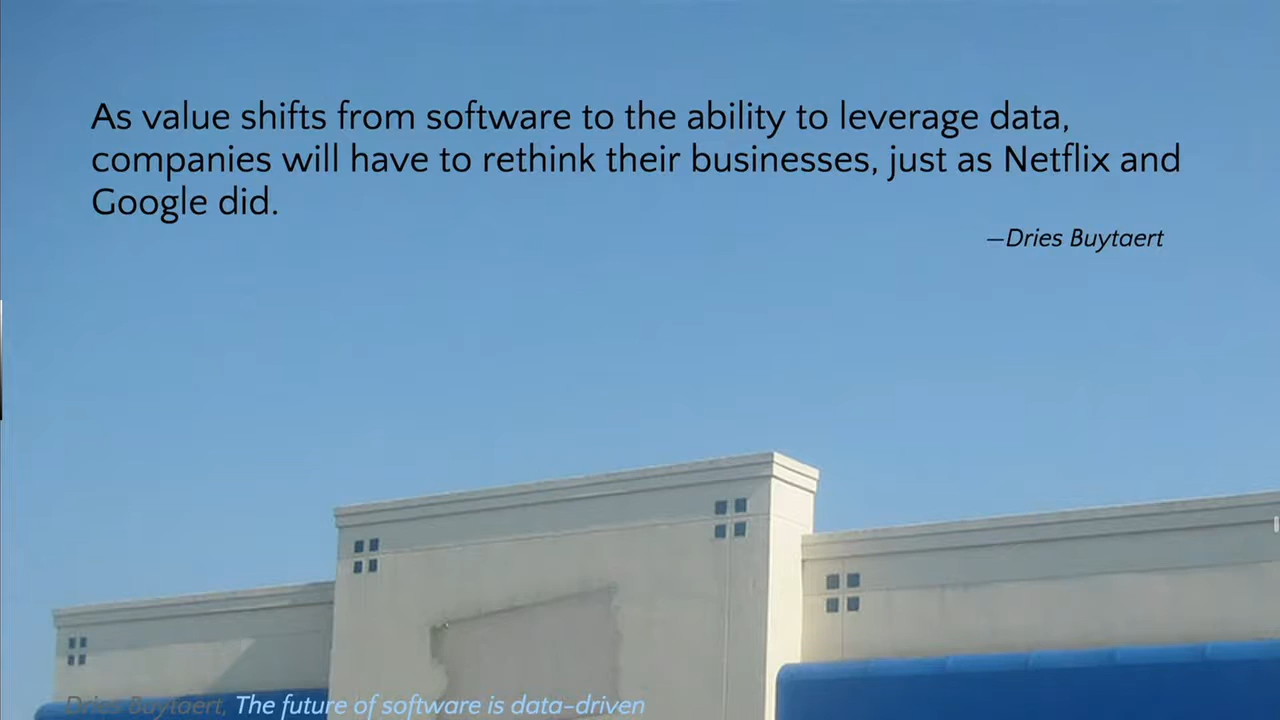 As value shifts from software to the ability to leverage data,
companies will have to rethink their businesses, just as Netflix and
Google did.
—Dries Buytaert
Dries Buytaert, The future of software is data-driven